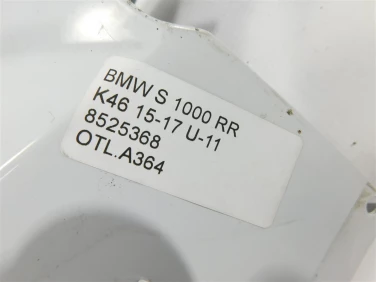 BMW S 1000 RR
K46 15-17 U-11
8525368
OTL.A364